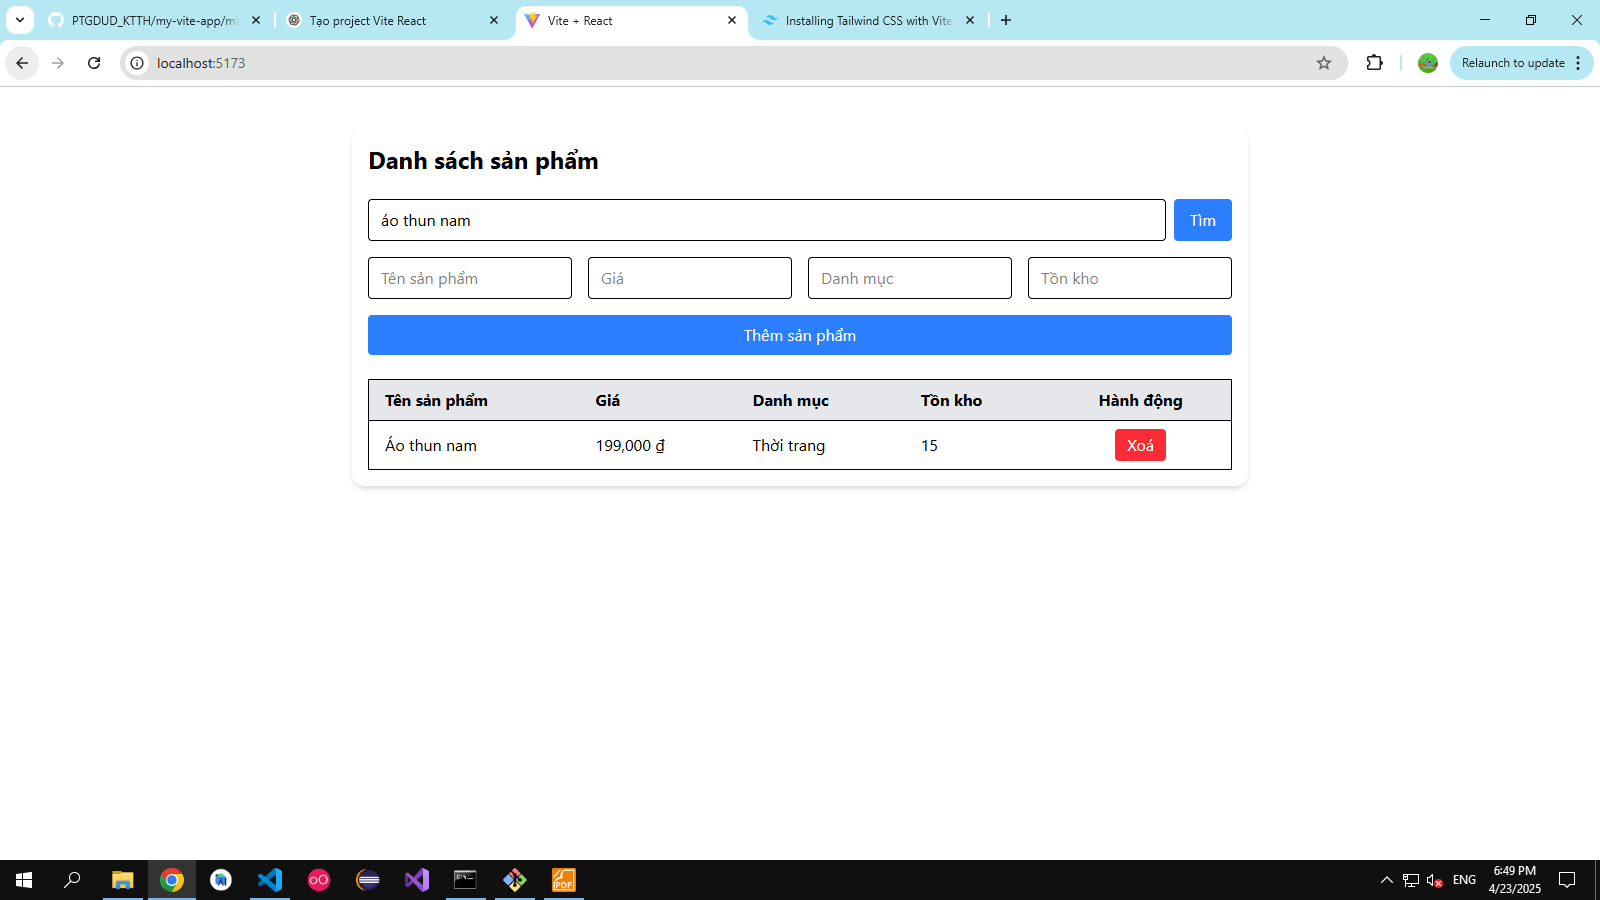 PTGDUD_KTTH/my-vite-app/mi
Tạo project Vite React
Vite + React
Installing Tailwind CSS with Vite
localhost:5173
Relaunch to update
Danh sách sản phẩm
áo thun nam
Tìm
Tên sản phẩm
Giá
Danh mục
Tồn kho
Thêm sản phẩm
Tên sản phẩm Giá Danh mục Tồn kho Hành động
Áo thun nam 199,000 ₫ Thời trang 15 Xoá
PDF
ENG
6:49 PM
4/23/2025